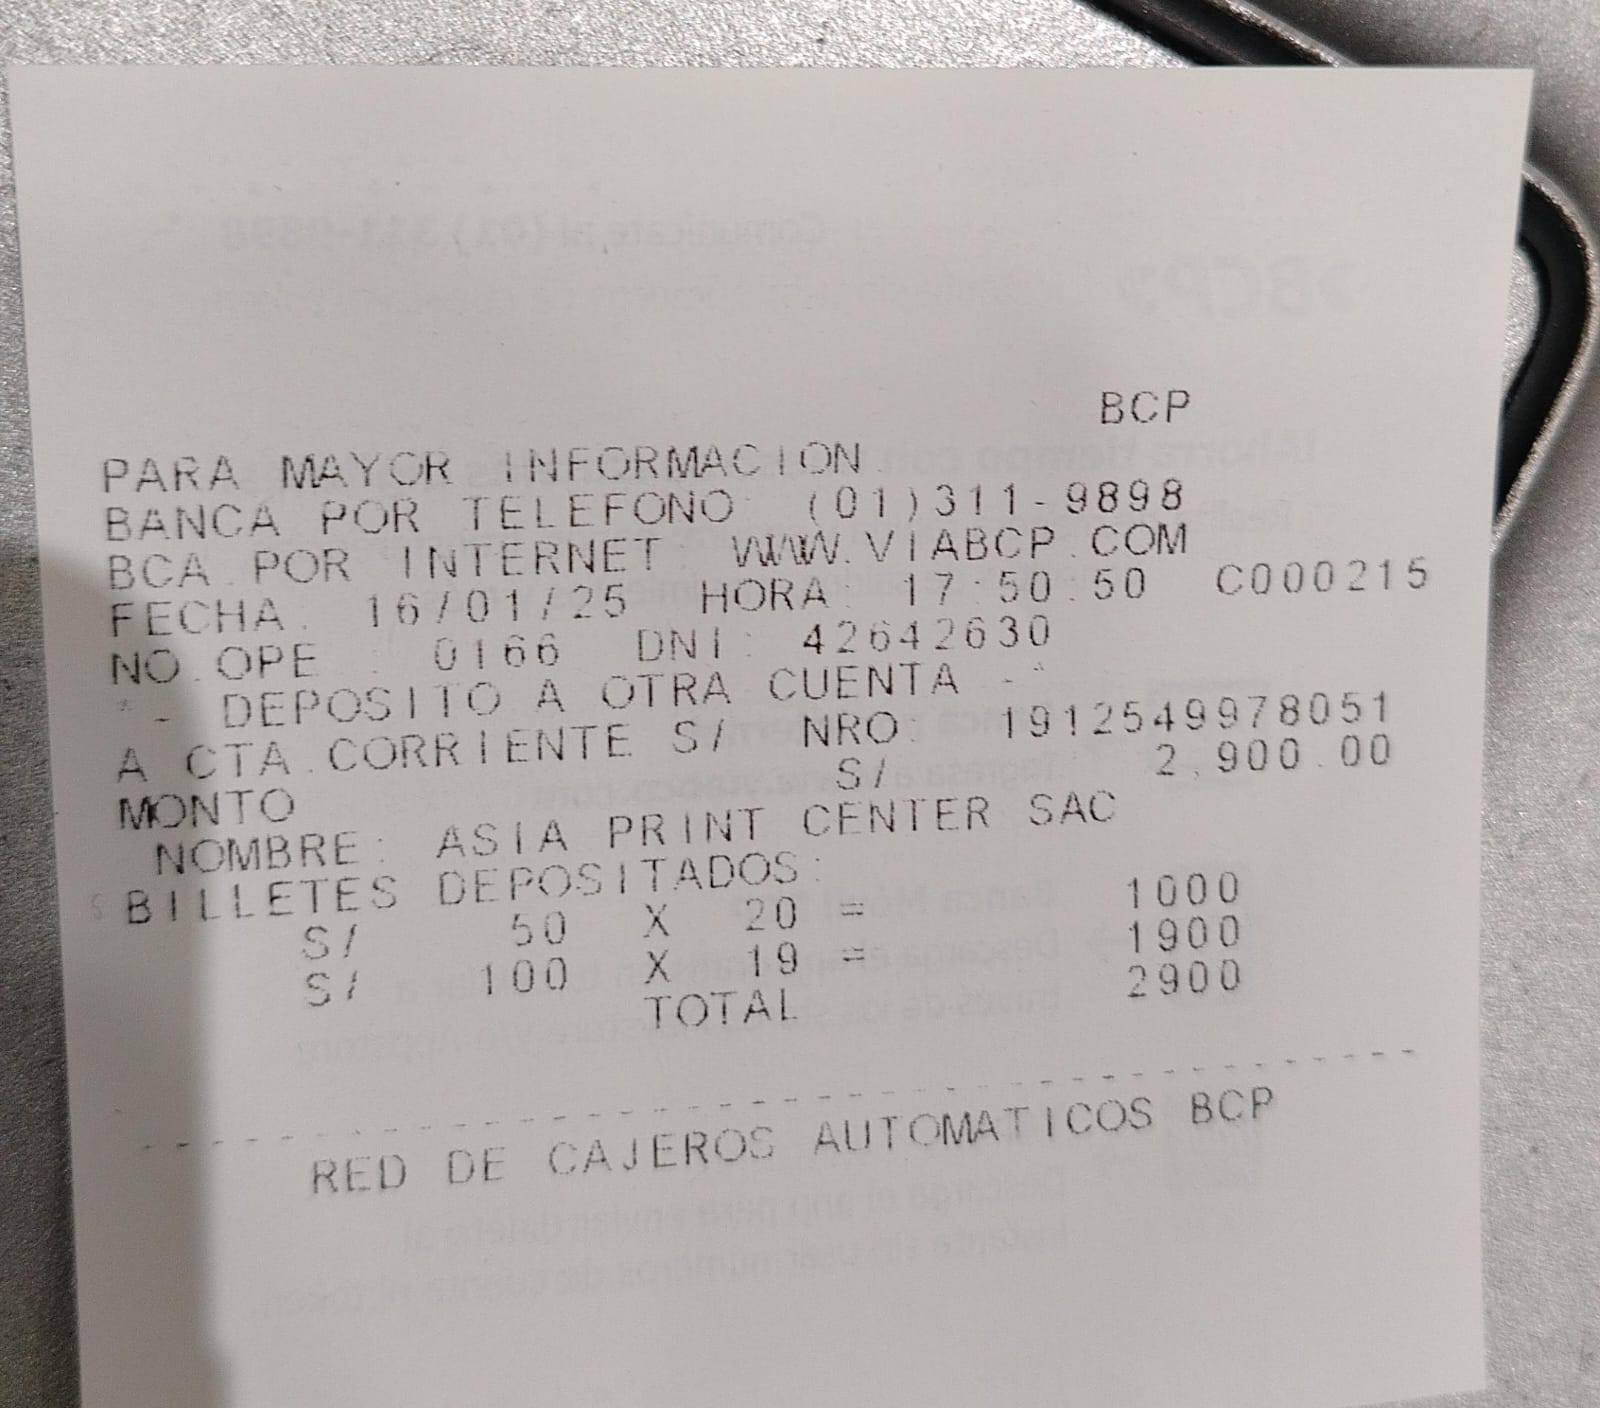 BCP
PARA MAYOR INFORMACION.
BANCA POR TELEFONO: (01)311-9898
BCA.POR INTERNET: WWW.VIABCP.COM
FECHA: 16/01/25 HORA: 17:50:50 C000215
NO.OPE : 0166 DNI: 42642630
*- DEPOSITO A OTRA CUENTA -*
A CTA.CORRIENTE S/ NRO: 1912549978051
MONTO S/ 2,900.00
NOMBRE: ASIA PRINT CENTER SAC
BILLETES DEPOSITADOS:
S/ 50 X 20 = 1000
S/ 100 X 19 = 1900
TOTAL 2900
--------------------------------
RED DE CAJEROS AUTOMATICOS BCP